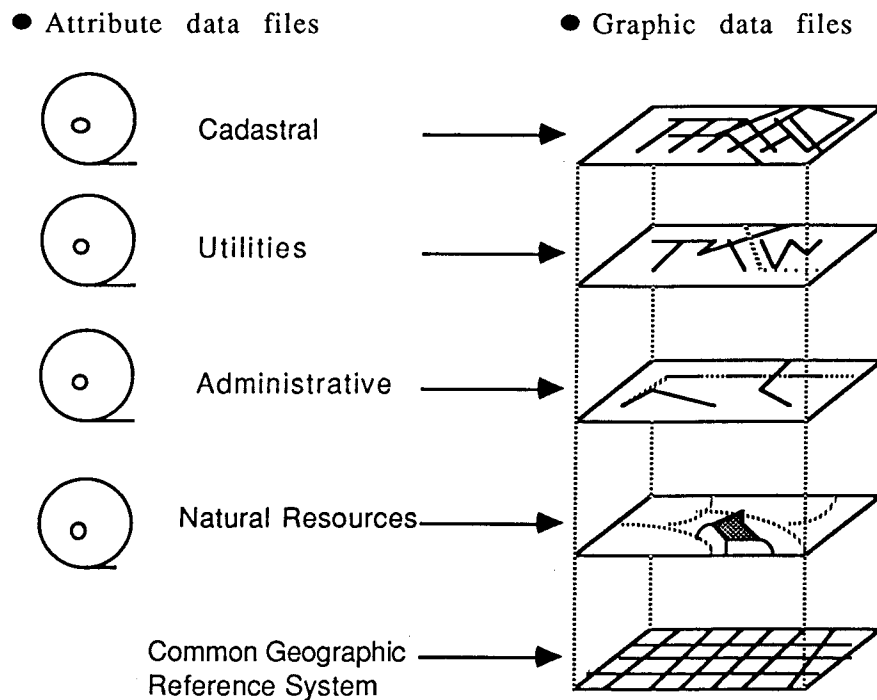 ● Attribute data files
● Graphic data files
Cadastral
Utilities
Administrative
Natural Resources
Common Geographic
Reference System